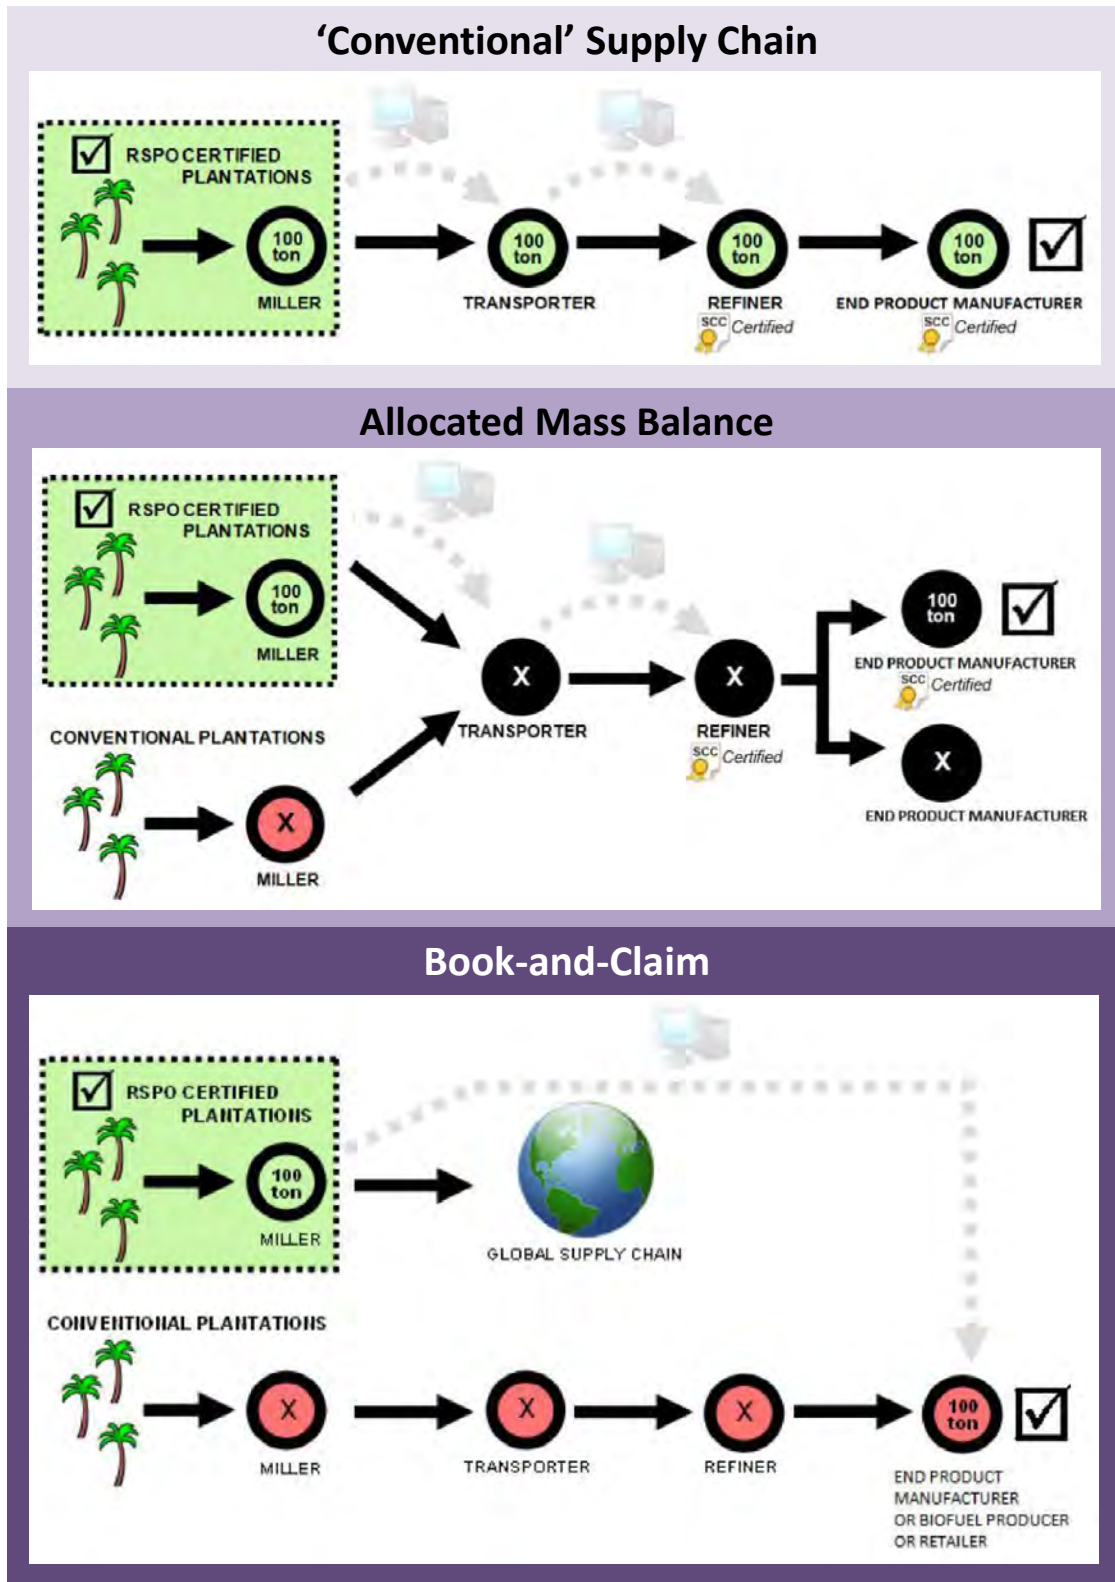 ‘Conventional’ Supply Chain
RSPO CERTIFIED
PLANTATIONS
100
ton
MILLER
100
ton
TRANSPORTER
100
ton
REFINER
SCC Certified
100
ton
END PRODUCT MANUFACTURER
SCC Certified
Allocated Mass Balance
RSPO CERTIFIED
PLANTATIONS
100
ton
MILLER
CONVENTIONAL PLANTATIONS
X
MILLER
X
TRANSPORTER
X
REFINER
SCC Certified
100
ton
END PRODUCT MANUFACTURER
SCC Certified
X
END PRODUCT MANUFACTURER
Book-and-Claim
RSPO CERTIFIED
PLANTATIONS
100
ton
MILLER
GLOBAL SUPPLY CHAIN
CONVENTIONAL PLANTATIONS
X
MILLER
X
TRANSPORTER
X
REFINER
100
ton
END PRODUCT
MANUFACTURER
OR BIOFUEL PRODUCER
OR RETAILER